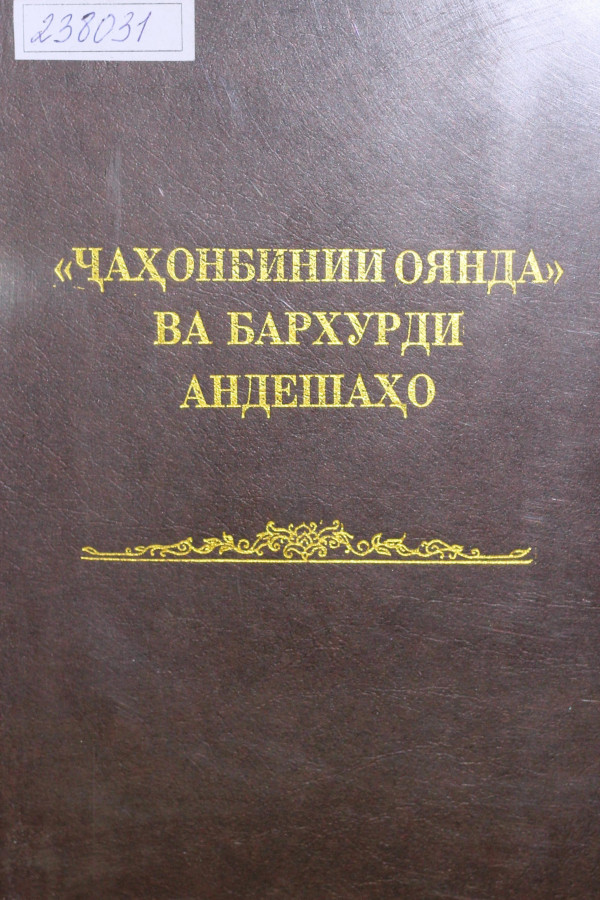 238031
«ҶАҲОНБИНИИ ОЯНДА»
ВА БАРХУРДИ
АНДЕШАҲО